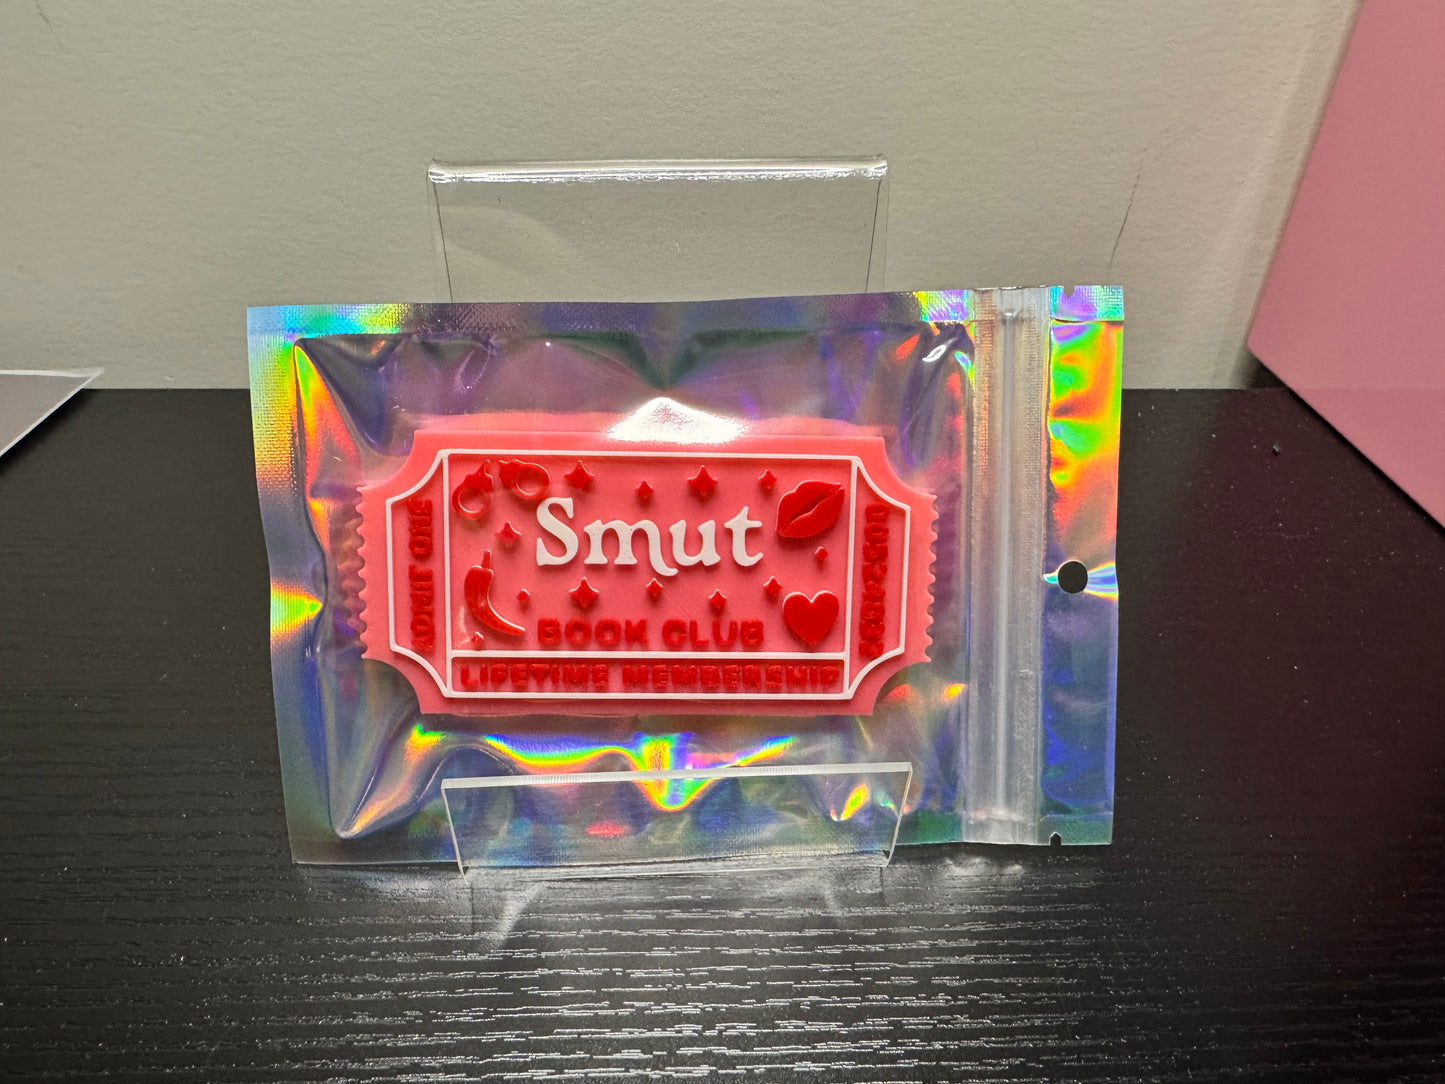 ADMIT ONE
Smut
BOOK CLUB
LIFETIME MEMBERSHIP